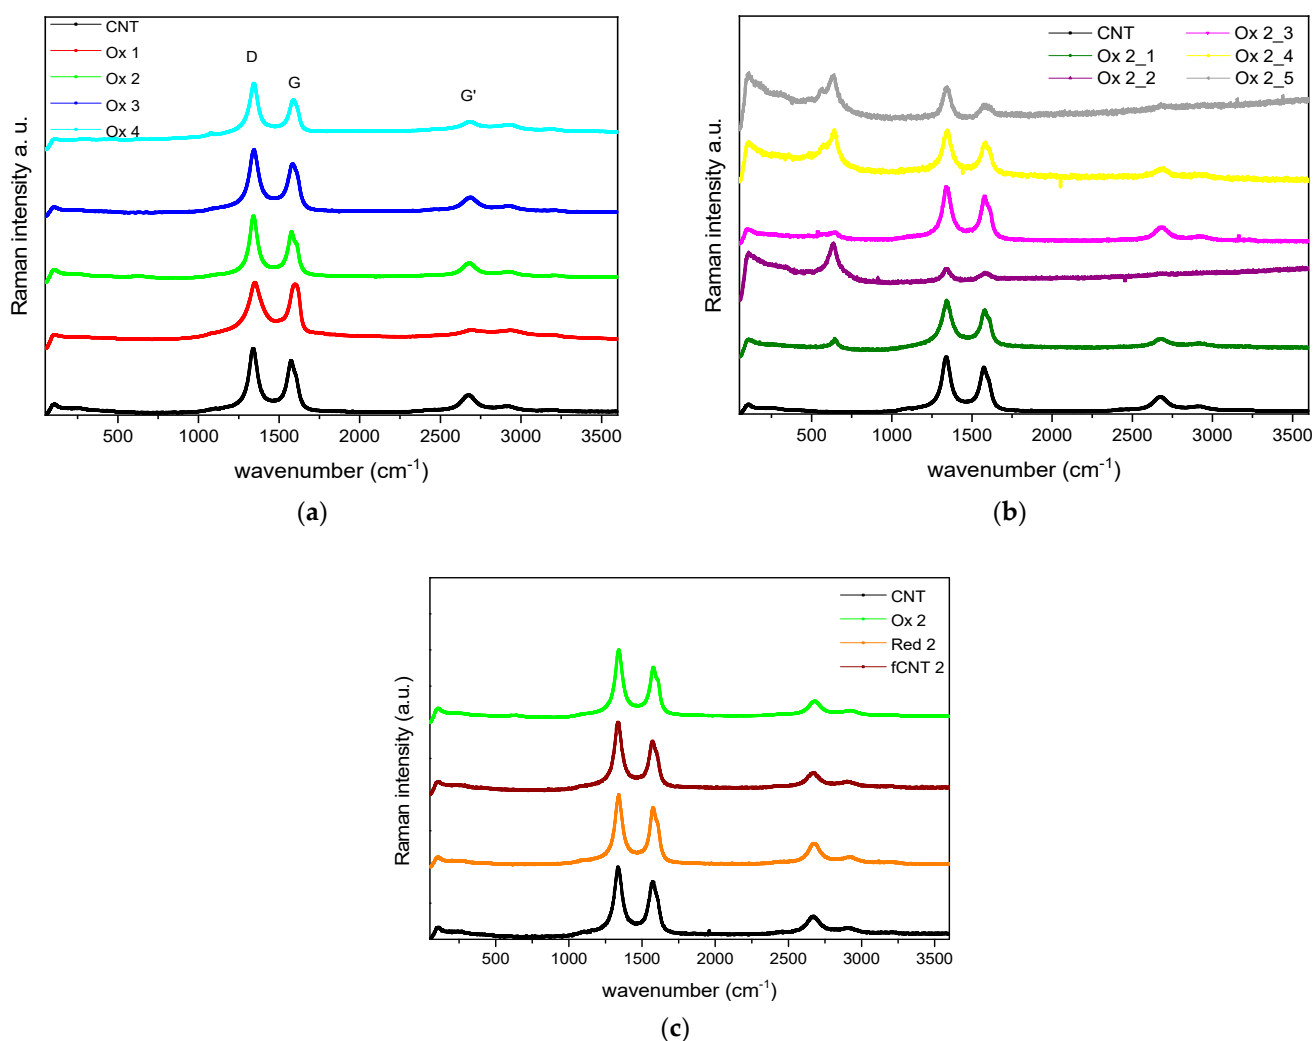 CNT
Ox 1
Ox 2
Ox 3
Ox 4
D
G
G'
Raman intensity a. u.
500 1000 1500 2000 2500 3000 3500
wavenumber (cm-1)
(a)
CNT
Ox 2_1
Ox 2_2
Ox 2_3
Ox 2_4
Ox 2_5
Raman intensity a.u.
500 1000 1500 2000 2500 3000 3500
wavenumber (cm-1)
(b)
CNT
Ox 2
Red 2
fCNT 2
Raman intensity (a.u.)
500 1000 1500 2000 2500 3000 3500
wavenumber (cm-1)
(c)